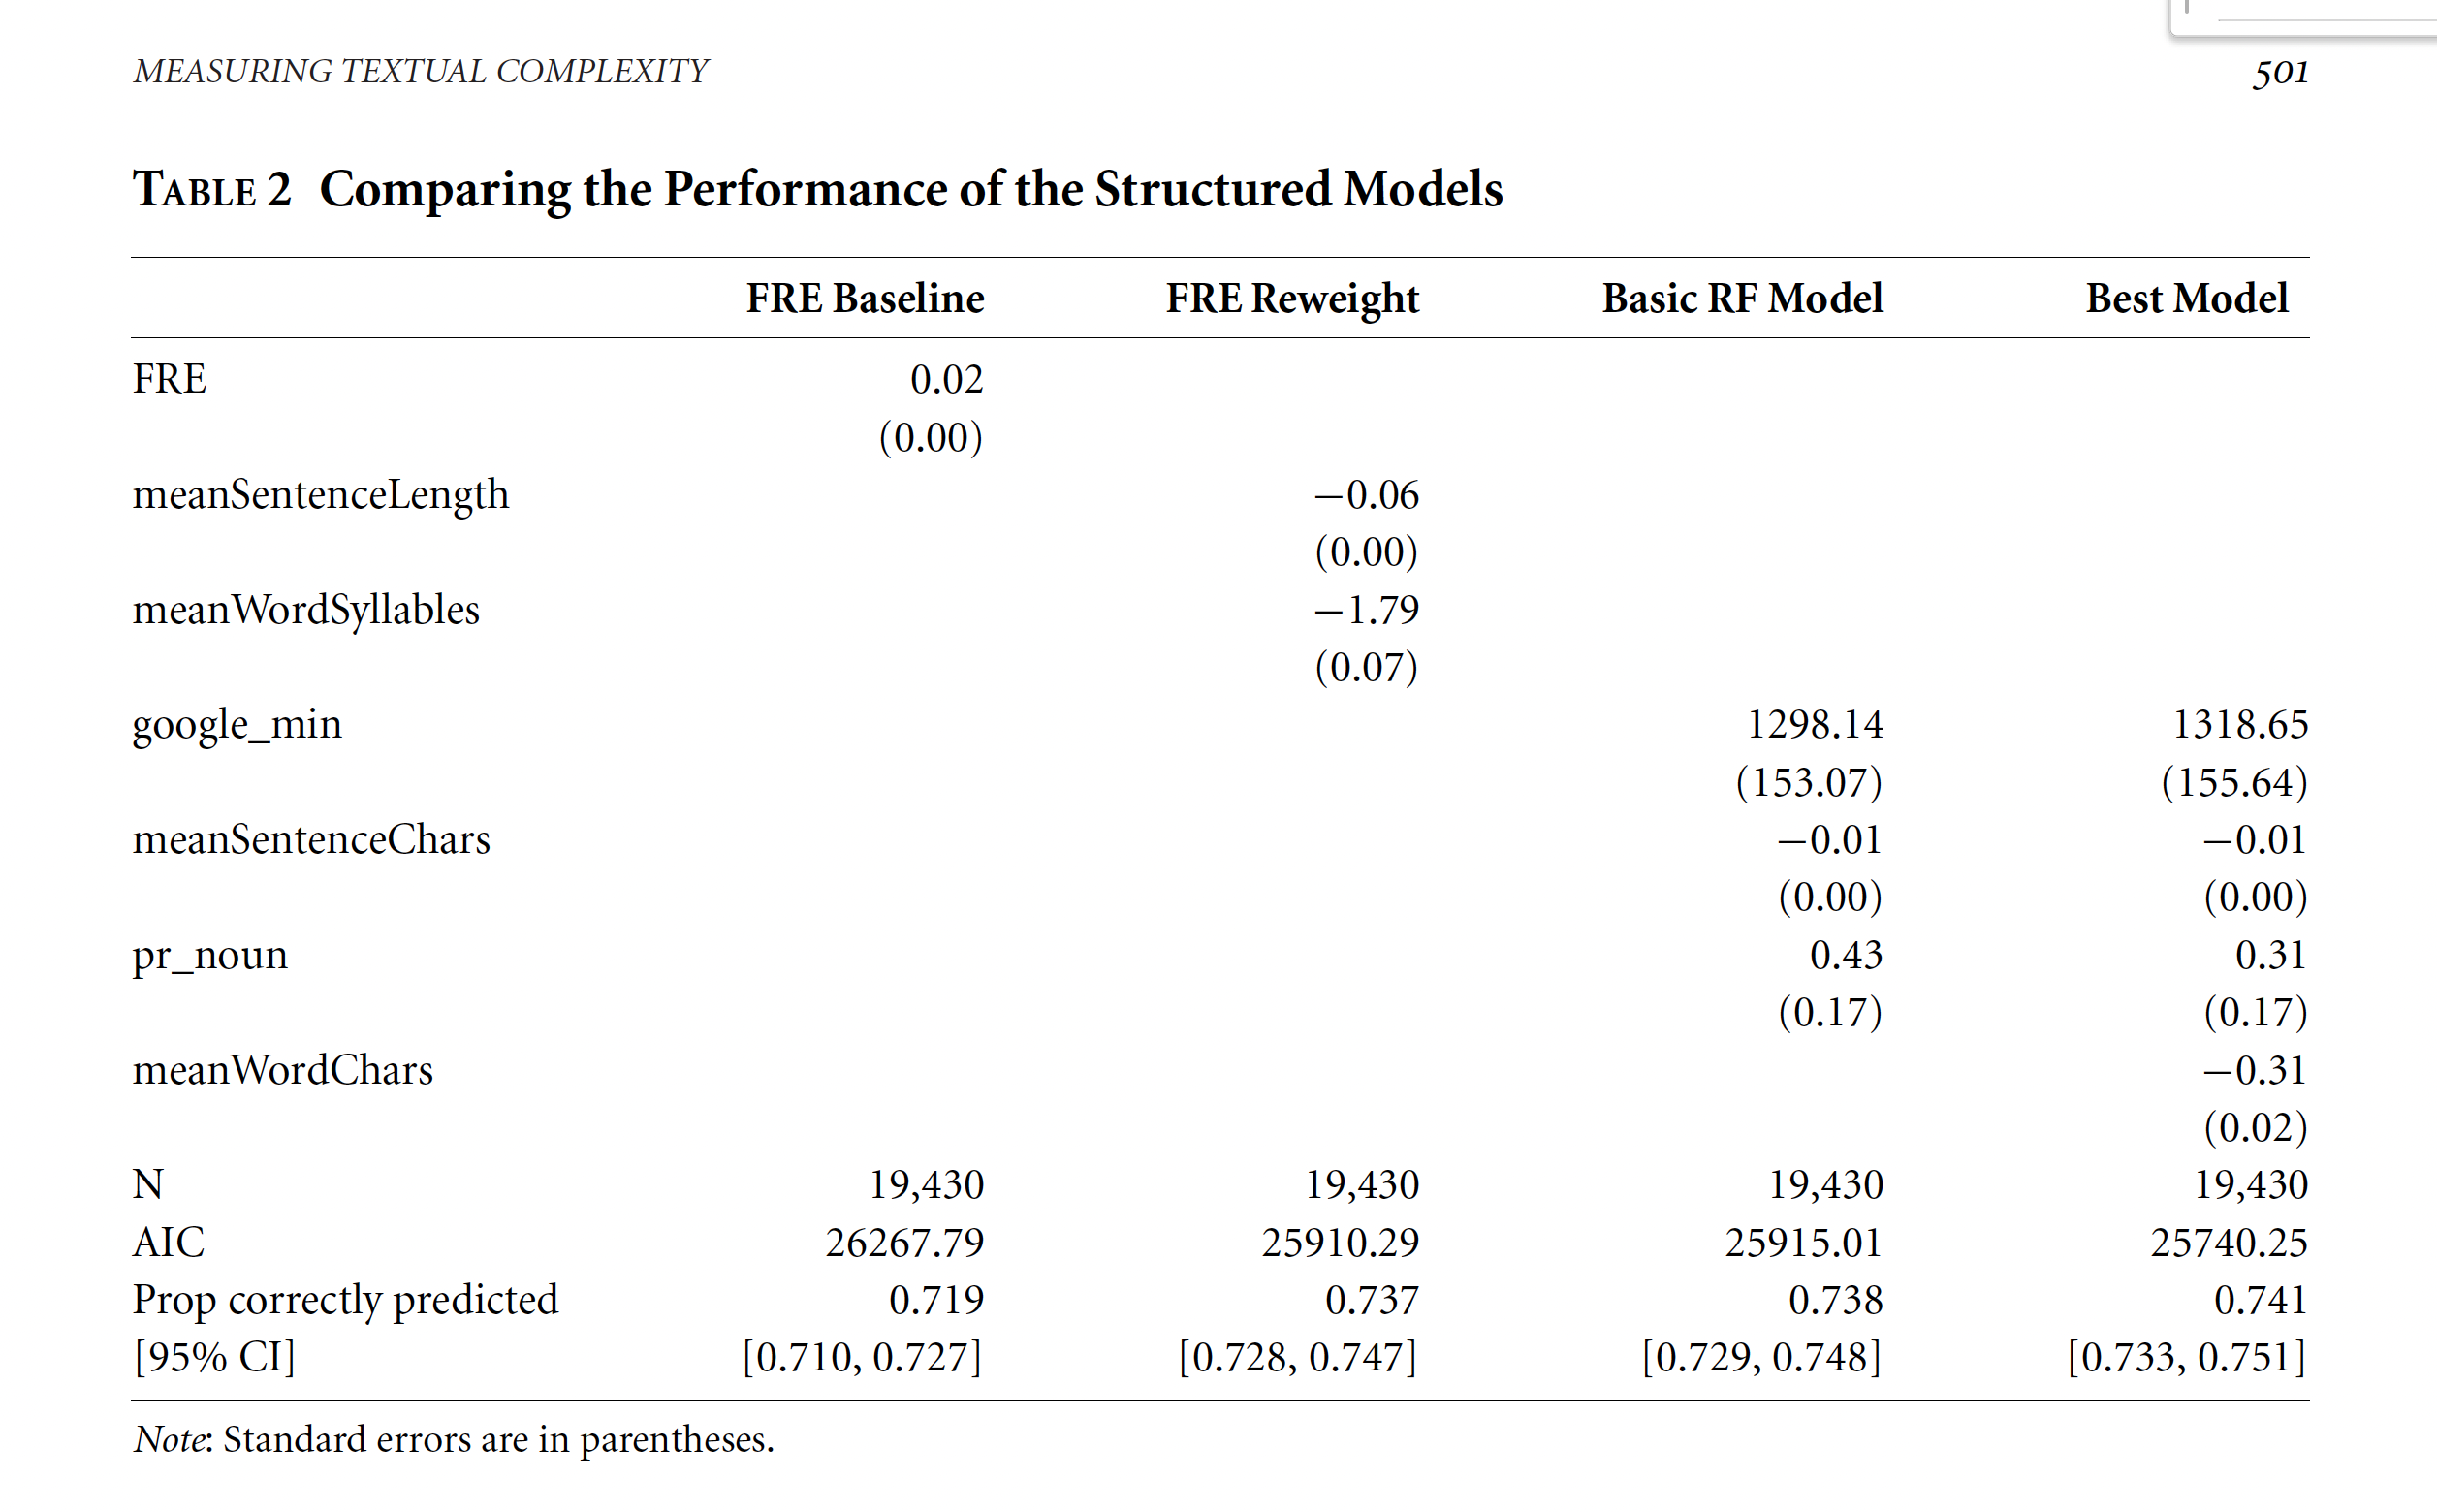 MEASURING TEXTUAL COMPLEXITY 501
TABLE 2 Comparing the Performance of the Structured Models
FRE Baseline FRE Reweight Basic RF Model Best Model
FRE 0.02
(0.00)
meanSentenceLength −0.06
(0.00)
meanWordSyllables −1.79
(0.07)
google_min 1298.14 1318.65
(153.07) (155.64)
meanSentenceChars −0.01 −0.01
(0.00) (0.00)
pr_noun 0.43 0.31
(0.17) (0.17)
meanWordChars −0.31
(0.02)
N 19,430 19,430 19,430 19,430
AIC 26267.79 25910.29 25915.01 25740.25
Prop correctly predicted 0.719 0.737 0.738 0.741
[95% CI] [0.710, 0.727] [0.728, 0.747] [0.729, 0.748] [0.733, 0.751]
Note: Standard errors are in parentheses.